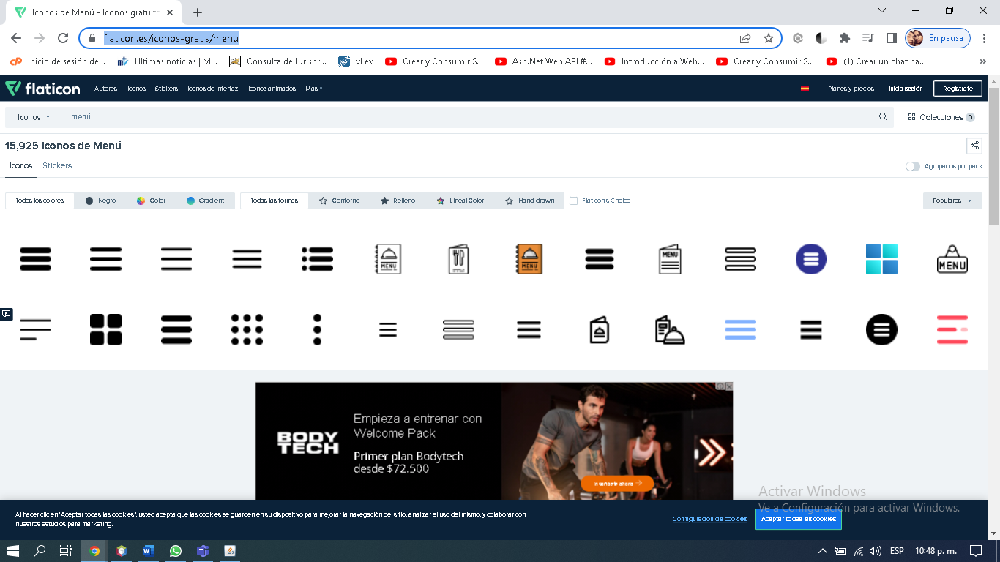 Iconos de Menú - Iconos gratuito
flaticon.es/iconos-gratis/menu
En pausa
Inicio de sesión de...
Últimas noticias | M...
Consulta de Jurispr...
vLex
Crear y Consumir S...
Asp.Net Web API #...
Introducción a Web...
Crear y Consumir S...
(1) Crear un chat pa...
flaticon
Autores
Iconos
Stickers
Iconos de interfaz
Iconos animados
Más
Planes y precios
Inicia sesión
Regístrate
Iconos
menú
Colecciones 0
15,925 Iconos de Menú
Iconos
Stickers
Agrupados por pack
Todos los colores
Negro
Color
Gradient
Todas las formas
Contorno
Relleno
Lineal Color
Hand-drawn
Flaticon's Choice
Populares
MENU
MENU
MENU
MENU
BODY
TECH
Empieza a entrenar con
Welcome Pack
Primer plan Bodytech
desde $72.500
Inscríbete ahora
Activar Windows
Ve a Configuración para activar Windows.
Al hacer clic en "Aceptar todas las cookies", usted acepta que las cookies se guarden en su dispositivo para mejorar la navegación del sitio, analizar el uso del mismo, y colaborar con
nuestros estudios para marketing.
Configuración de cookies
Aceptar todas las cookies
ESP
10:48 p. m.